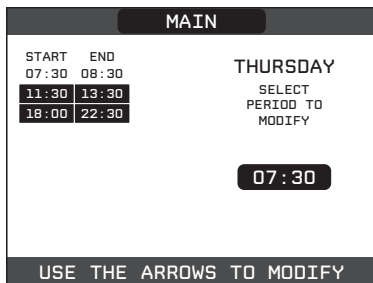 MAIN
START END
07:30 08:30
11:30 13:30
18:00 22:30
THURSDAY
SELECT
PERIOD TO
MODIFY
07:30
USE THE ARROWS TO MODIFY